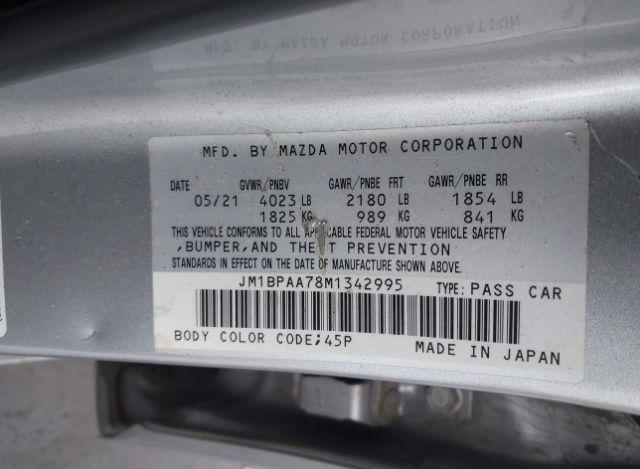 MFD. BY MAZDA MOTOR CORPORATION
DATE GVWR/PNBV GAWR/PNBE FRT GAWR/PNBE RR
05/21 4023 LB 2180 LB 1854 LB
1825 KG 989 KG 841 KG
THIS VEHICLE CONFORMS TO ALL APPLICABLE FEDERAL MOTOR VEHICLE SAFETY
,BUMPER,AND THEFT PREVENTION
STANDARDS IN EFFECT ON THE DATE OF MANUFACTURE SHOWN ABOVE.
JM1BPAA78M1342995 TYPE: PASS CAR
BODY COLOR CODE;45P MADE IN JAPAN